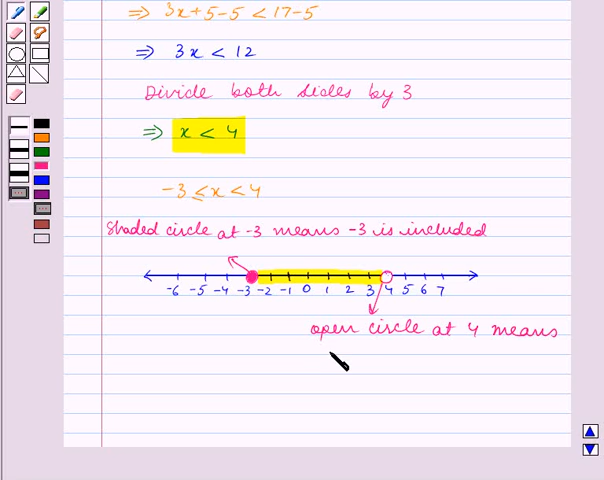 ⇒ 3x+5-5 < 17-5
⇒ 3x < 12
Divide both sides by 3
⇒ x < 4
-3 ≤ x < 4
Shaded circle at -3 means -3 is included
-6 -5 -4 -3 -2 -1 0 1 2 3 4 5 6 7
open circle at 4 means